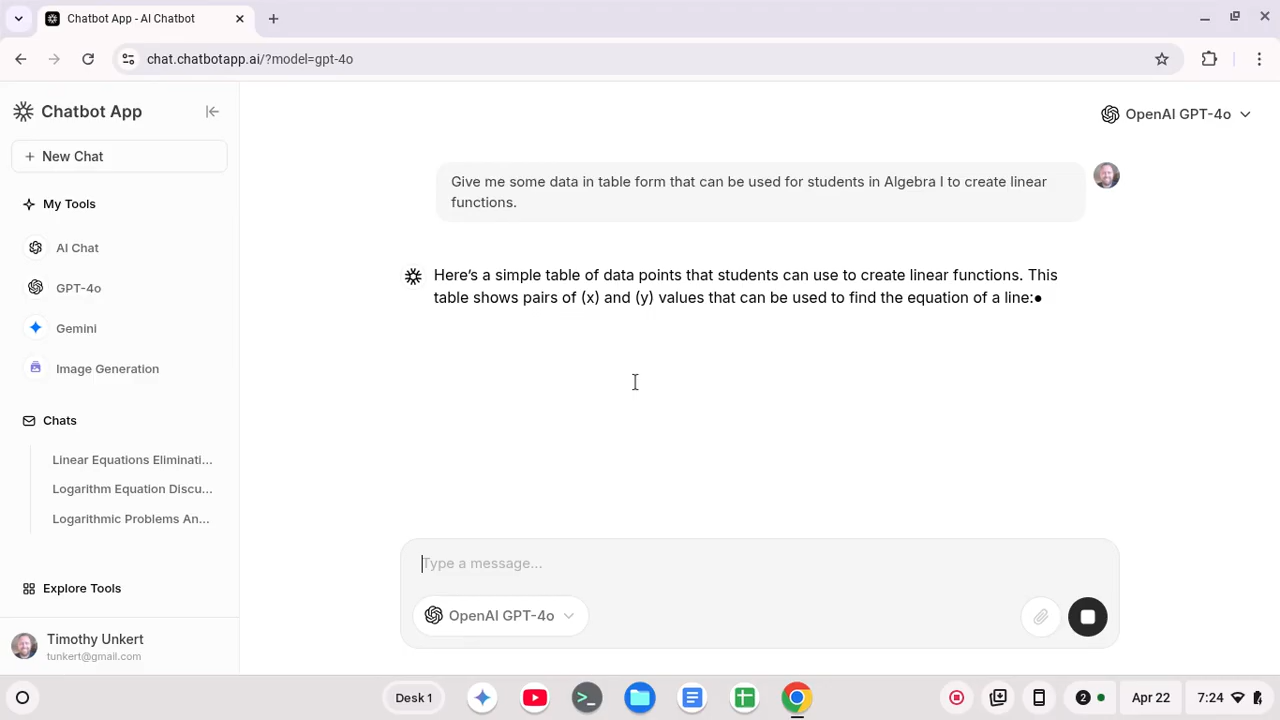 Chatbot App - AI Chatbot
chat.chatbotapp.ai/?model=gpt-4o
Chatbot App
New Chat
My Tools
AI Chat
GPT-4o
Gemini
Image Generation
Chats
Linear Equations Eliminati...
Logarithm Equation Discu...
Logarithmic Problems An...
Explore Tools
Timothy Unkert
tunkert@gmail.com
OpenAI GPT-4o
Give me some data in table form that can be used for students in Algebra I to create linear
functions.
Here's a simple table of data points that students can use to create linear functions. This
table shows pairs of (x) and (y) values that can be used to find the equation of a line:
Type a message...
OpenAI GPT-4o
Desk 1
2
Apr 22
7:24